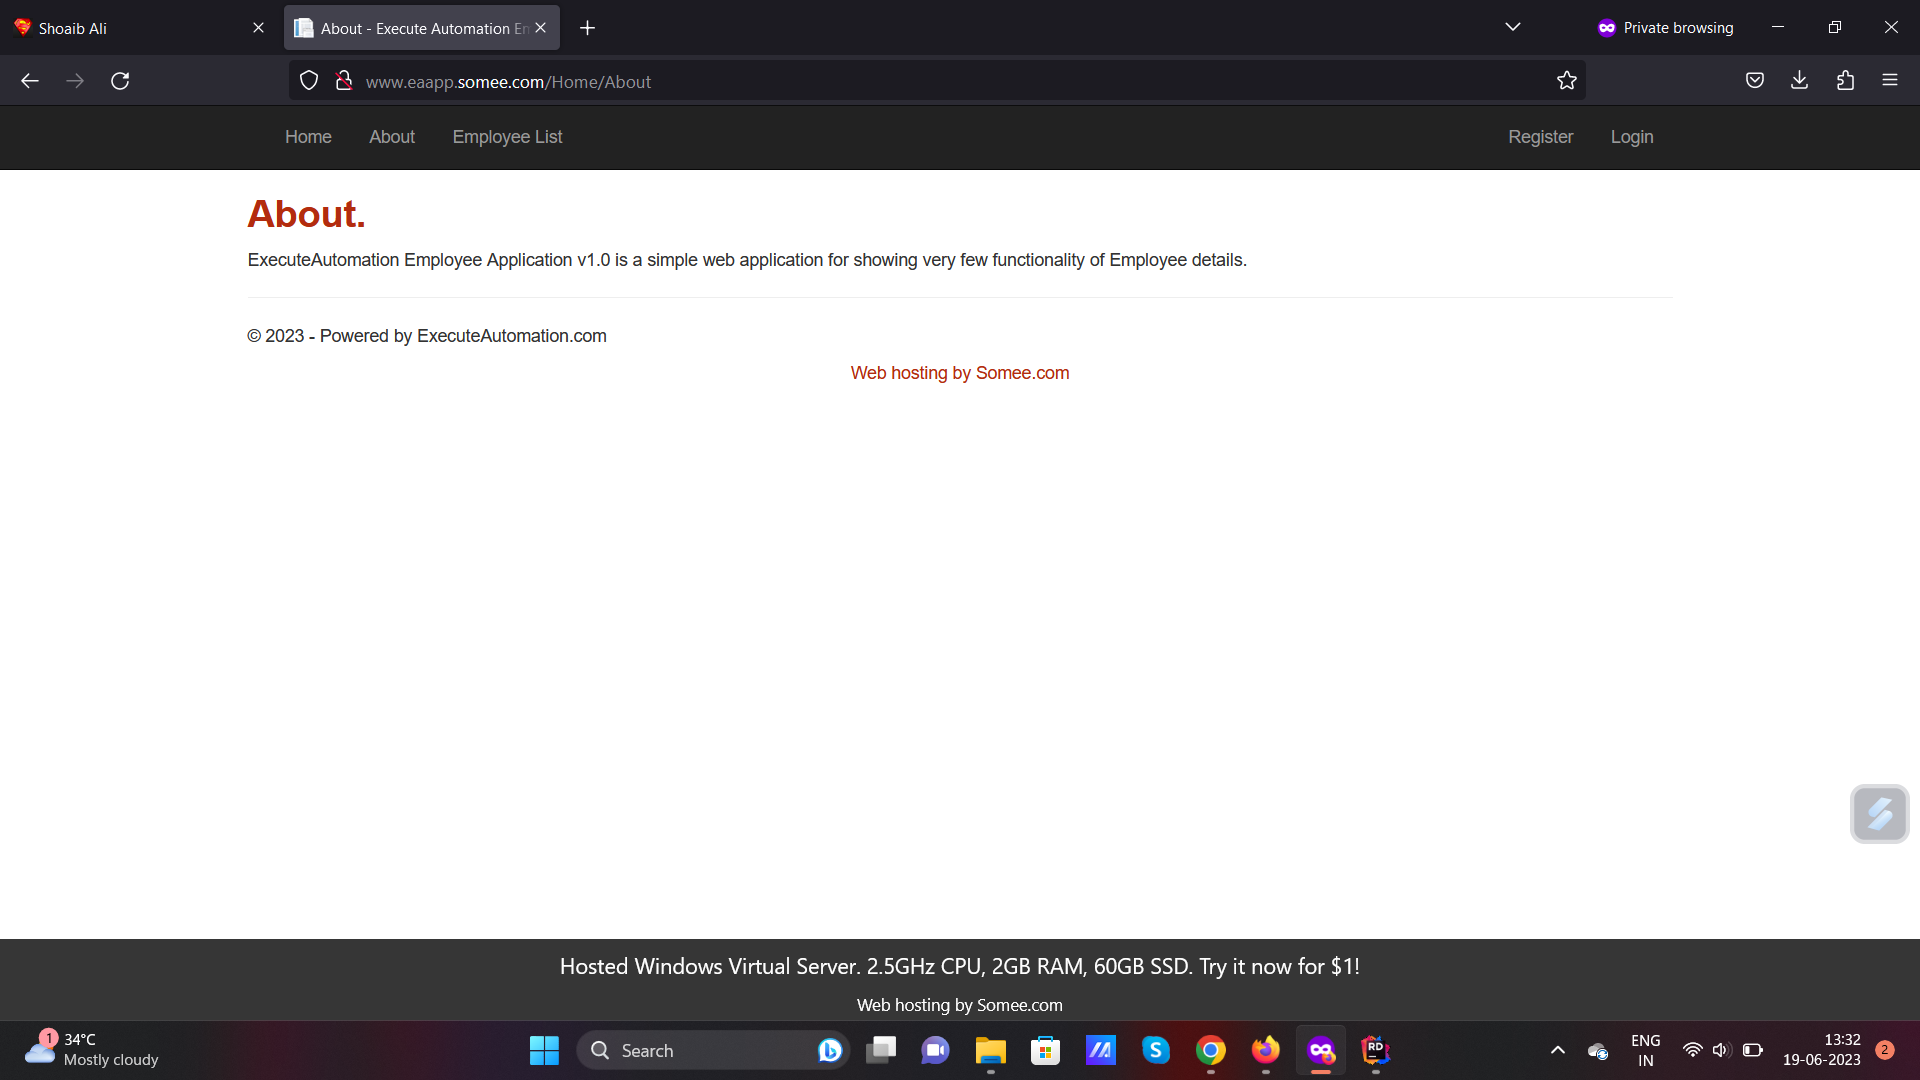 Shoaib Ali
About - Execute Automation En
Private browsing
www.eaapp.somee.com/Home/About
Home About Employee List Register Login
About.
ExecuteAutomation Employee Application v1.0 is a simple web application for showing very few functionality of Employee details.
© 2023 - Powered by ExecuteAutomation.com
Web hosting by Somee.com
Hosted Windows Virtual Server. 2.5GHz CPU, 2GB RAM, 60GB SSD. Try it now for $1!
Web hosting by Somee.com
1
34°C
Mostly cloudy
Search
S
RD
ENG
IN
13:32
19-06-2023
2